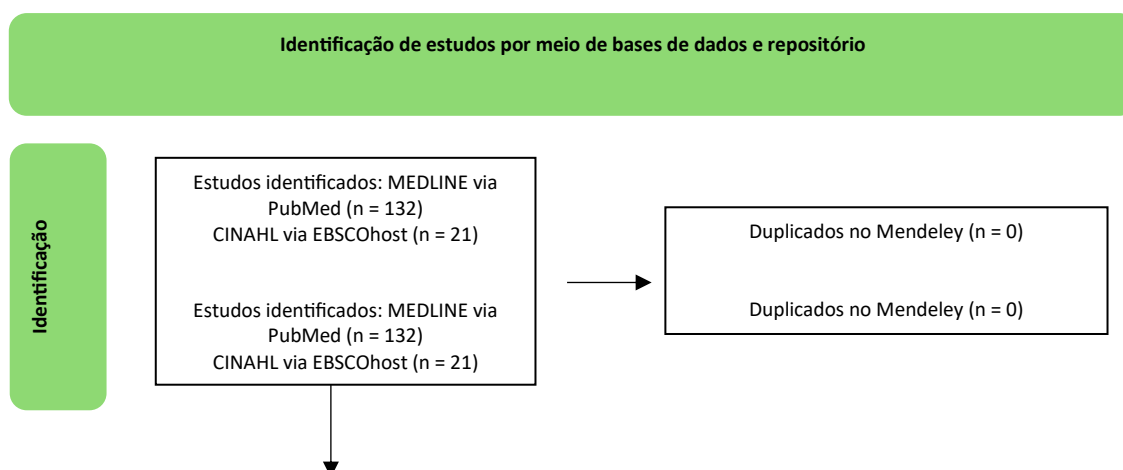 Identificação de estudos por meio de bases de dados e repositório
Identificação
Estudos identificados: MEDLINE via
PubMed (n = 132)
CINAHL via EBSCOhost (n = 21)
Estudos identificados: MEDLINE via
PubMed (n = 132)
CINAHL via EBSCOhost (n = 21)
Duplicados no Mendeley (n = 0)
Duplicados no Mendeley (n = 0)